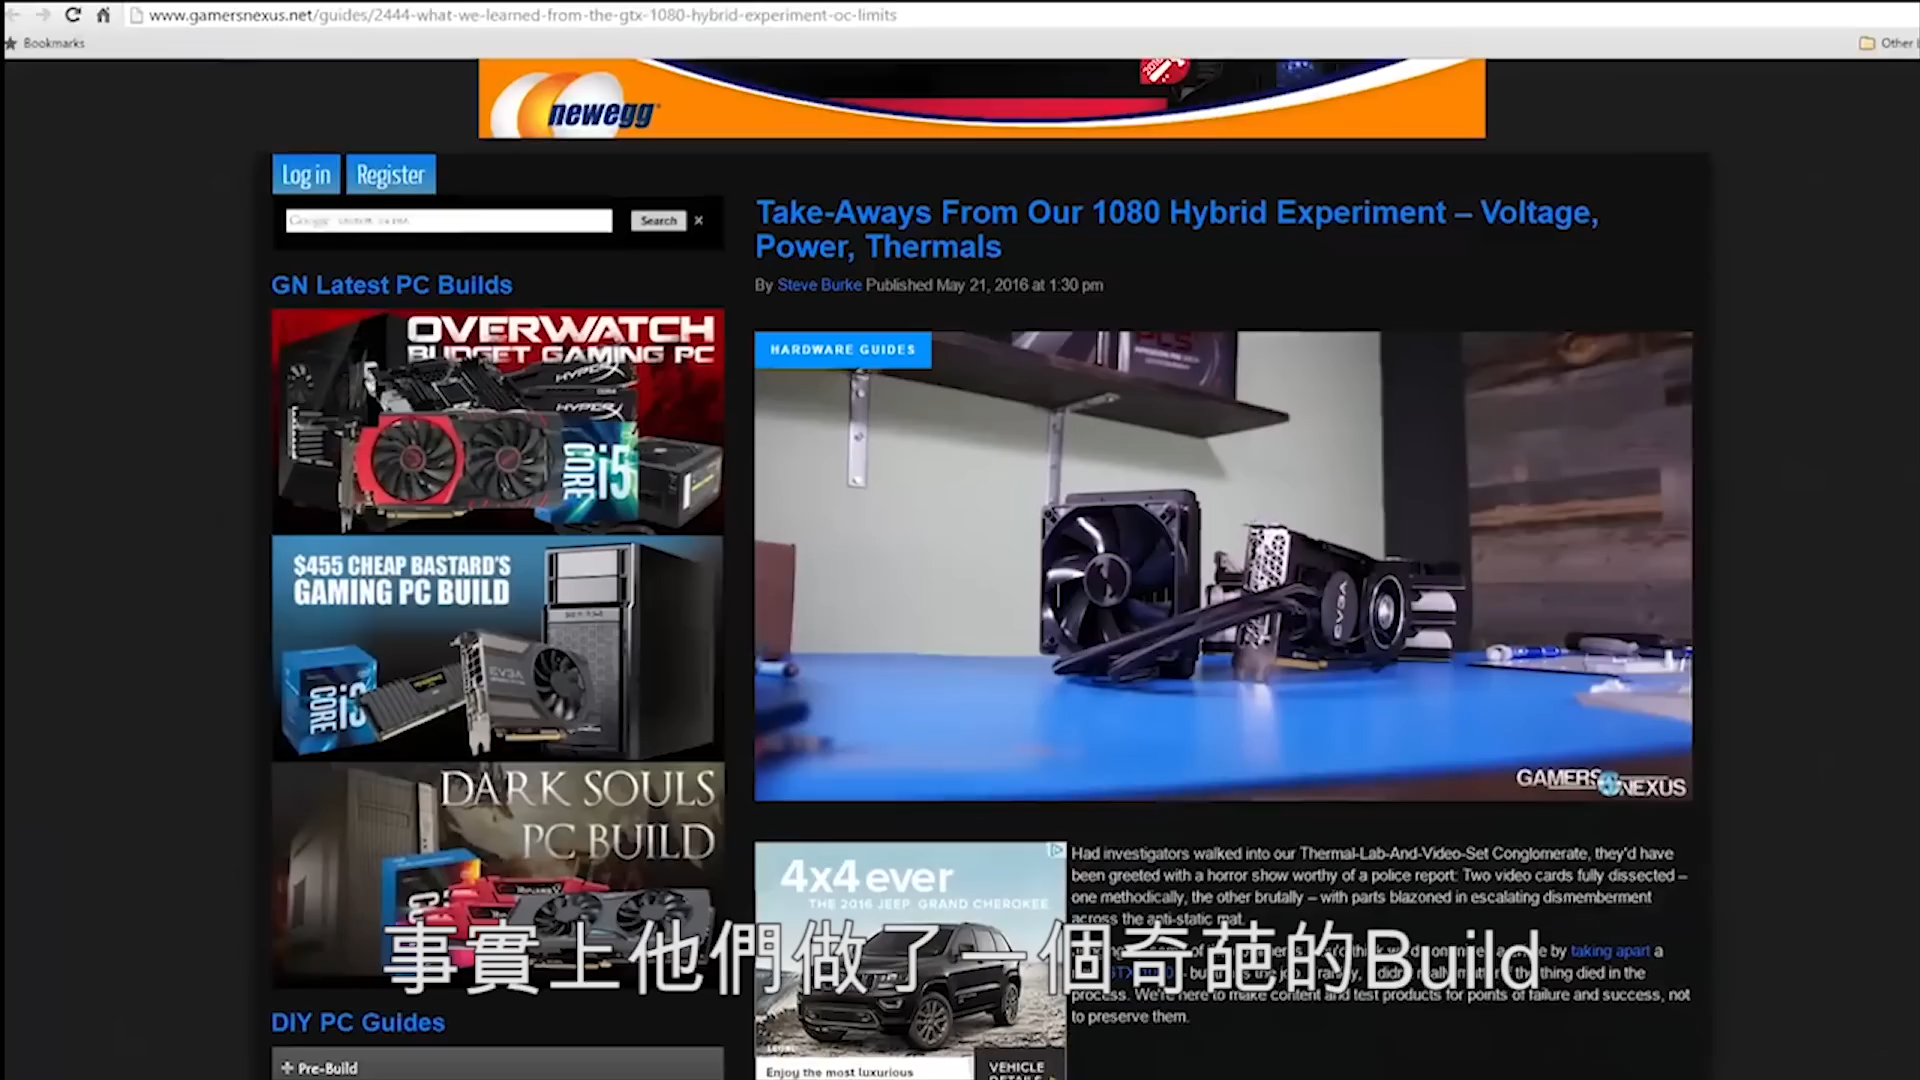 www.gamersnexus.net/guides/2444-what-we-learned-from-the-gtx-1080-hybrid-experiment-oc-limits
Bookmarks
Other
newegg
Log in
Register
Google
Search
×
Take-Aways From Our 1080 Hybrid Experiment – Voltage,
Power, Thermals
By Steve Burke Published May 21, 2016 at 1:30 pm
GN Latest PC Builds
OVERWATCH
BUDGET GAMING PC
HYPERX
HYPERX
CORE i5
$455 CHEAP BASTARD'S
GAMING PC BUILD
CORE i3
EVGA
DARK SOULS
PC BUILD
HARDWARE GUIDES
EVGA
GAMERS NEXUS
4x4 ever
THE 2016 JEEP GRAND CHEROKEE
Enjoy the most luxurious
VEHICLE
DETAILS
Had investigators walked into our Thermal-Lab-And-Video-Set Conglomerate, they'd have
been greeted with a horror show worthy of a police report: Two video cards fully dissected –
one methodically, the other brutally – with parts blazoned in escalating dismemberment
across the anti-static mat.
by taking apart a
thing died in the
process. We're here to make content and test products for points of failure and success, not
to preserve them.
事實上他們做了一個奇葩的Build
DIY PC Guides
+ Pre-Build